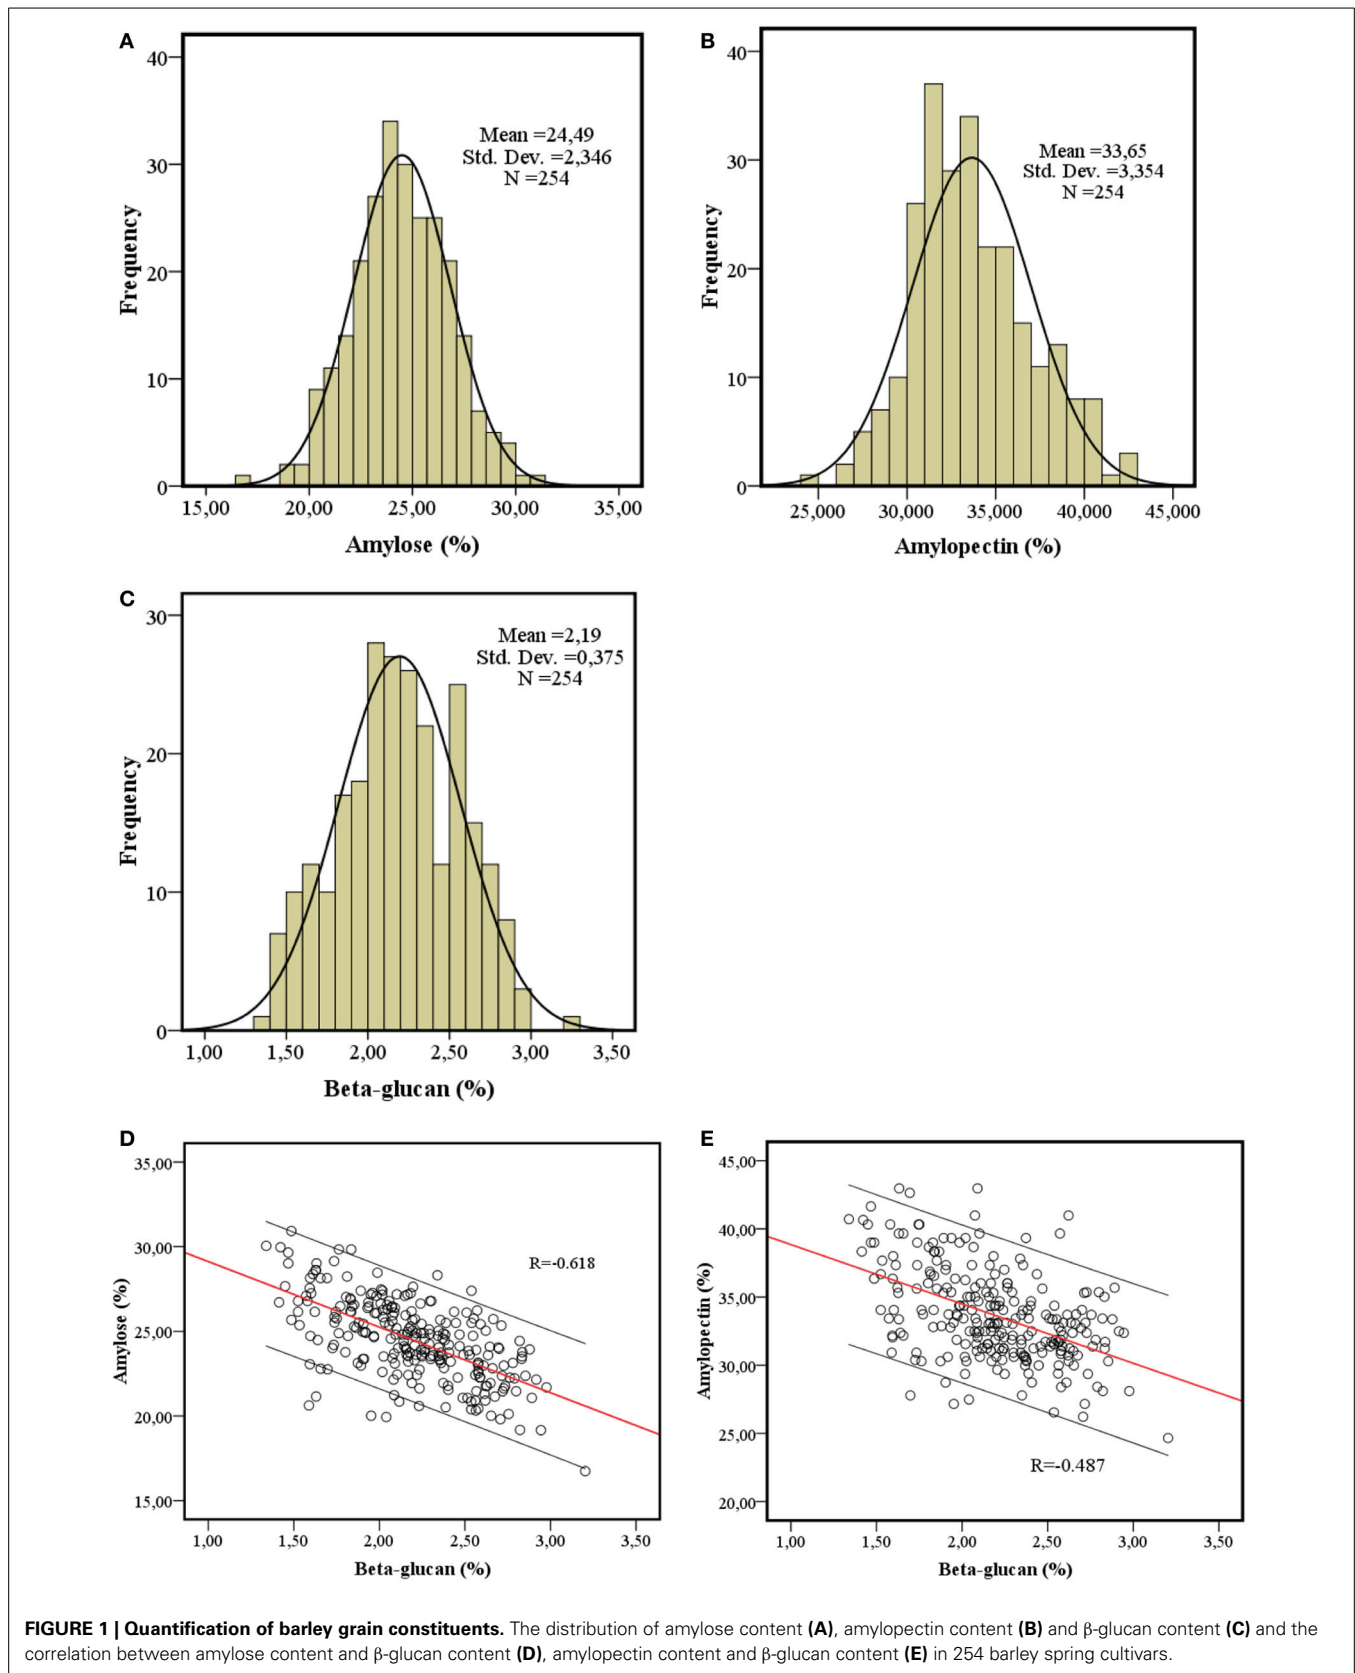 A
40
30
20
10
0
Frequency
Mean =24,49
Std. Dev. =2,346
N =254
15,00 20,00 25,00 30,00 35,00
Amylose (%)
B
40
30
20
10
0
Frequency
Mean =33,65
Std. Dev. =3,354
N =254
25,000 30,000 35,000 40,000 45,000
Amylopectin (%)
C
30
20
10
0
Frequency
Mean =2,19
Std. Dev. =0,375
N =254
1,00 1,50 2,00 2,50 3,00 3,50
Beta-glucan (%)
D
35,00
30,00
25,00
20,00
15,00
Amylose (%)
R=-0.618
1,00 1,50 2,00 2,50 3,00 3,50
Beta-glucan (%)
E
45,00
40,00
35,00
30,00
25,00
20,00
Amylopectin (%)
R=-0.487
1,00 1,50 2,00 2,50 3,00 3,50
Beta-glucan (%)
FIGURE 1 | Quantification of barley grain constituents. The distribution of amylose content (A), amylopectin content (B) and β-glucan content (C) and the
correlation between amylose content and β-glucan content (D), amylopectin content and β-glucan content (E) in 254 barley spring cultivars.